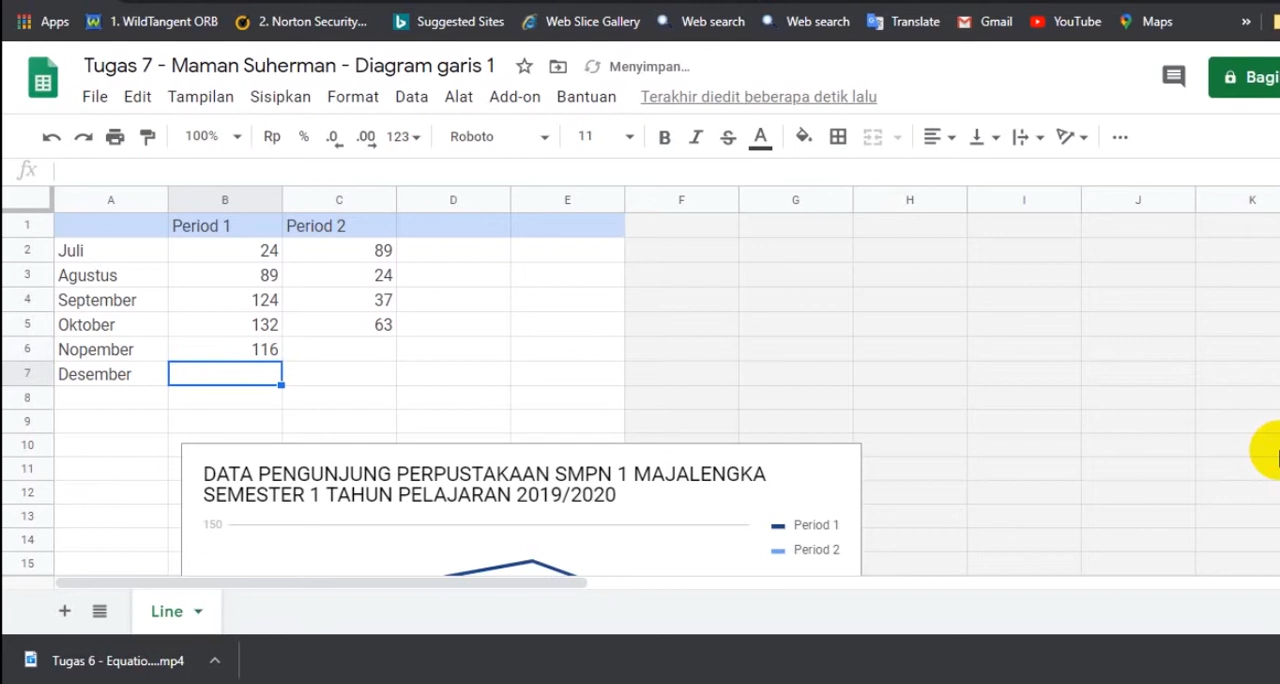 Apps 1. WildTangent ORB 2. Norton Security... Suggested Sites Web Slice Gallery Web search Web search Translate Gmail YouTube Maps »
Tugas 7 - Maman Suherman - Diagram garis 1 Menyimpan...
Bagi
File Edit Tampilan Sisipkan Format Data Alat Add-on Bantuan Terakhir diedit beberapa detik lalu
100% Rp % .0 .00 123 Roboto 11 B I S A
fx
A B C D E F G H I J K
1 Period 1 Period 2
2 Juli 24 89
3 Agustus 89 24
4 September 124 37
5 Oktober 132 63
6 Nopember 116
7 Desember
8
9
10
11
12
13
14
15
DATA PENGUNJUNG PERPUSTAKAAN SMPN 1 MAJALENGKA
SEMESTER 1 TAHUN PELAJARAN 2019/2020
150 Period 1
Period 2
+ Line
Tugas 6 - Equatio....mp4